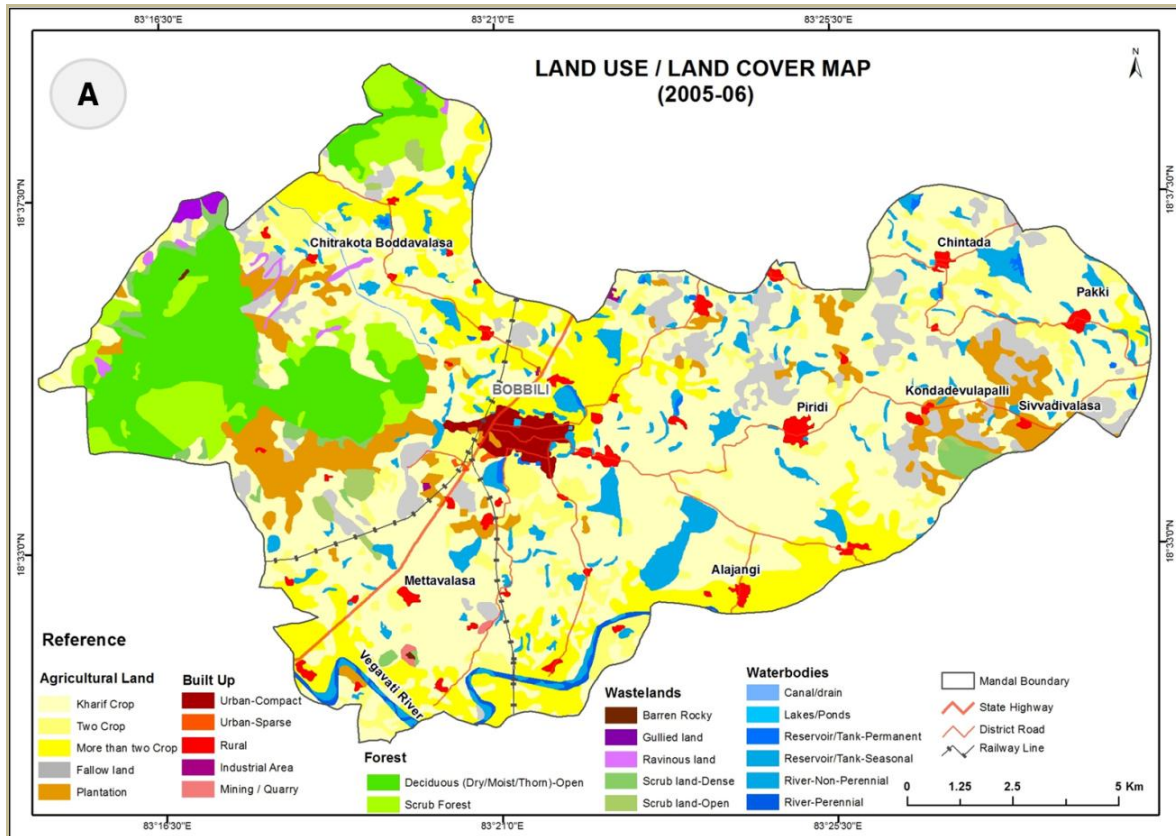 83°16'30"E
83°21'0"E
83°25'30"E
A
LAND USE / LAND COVER MAP
(2005-06)
N
18°37'30"N
18°37'30"N
Chitrakota Boddavalasa
Chintada
Pakki
BOBBILI
Kondadevulapalli
Piridi
Sivvadivalasa
18°33'0"N
18°33'0"N
Mettavalasa
Alajangi
Vegavati River
Reference
Agricultural Land
Kharif Crop
Two Crop
More than two Crop
Fallow land
Plantation
Built Up
Urban-Compact
Urban-Sparse
Rural
Industrial Area
Mining / Quarry
Forest
Deciduous (Dry/Moist/Thorn)-Open
Scrub Forest
Wastelands
Barren Rocky
Gullied land
Ravinous land
Scrub land-Dense
Scrub land-Open
Waterbodies
Canal/drain
Lakes/Ponds
Reservoir/Tank-Permanent
Reservoir/Tank-Seasonal
River-Non-Perennial
River-Perennial
Mandal Boundary
State Highway
District Road
Railway Line
0 1.25 2.5 5 Km
83°16'30"E
83°21'0"E
83°25'30"E